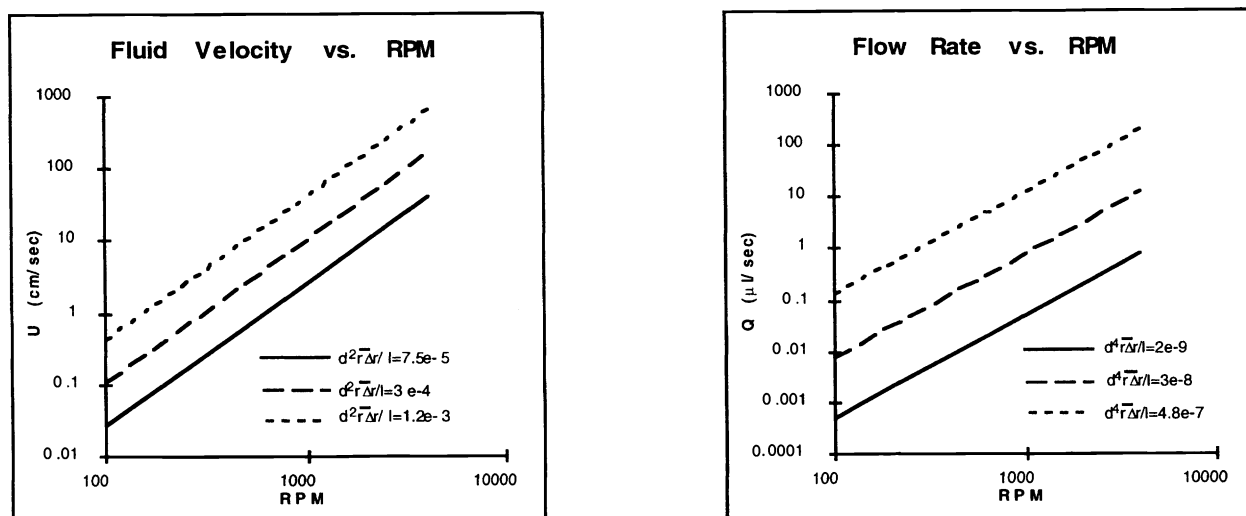 Fluid Velocity vs. RPM
1000
100
10
1
0.1
0.01
U (cm/sec)
d²r̅Δr/ l=7.5e- 5
d²r̅Δr/l=3 e-4
d²r̅Δr/ l=1.2e- 3
100
1000
10000
RPM
Flow Rate vs. RPM
1000
100
10
1
0.1
0.01
0.001
0.0001
Q (μl/sec)
d⁴r̅Δr/l=2e-9
d⁴r̅Δr/l=3e-8
d⁴r̅Δr/l=4.8e-7
100
1000
10000
RPM